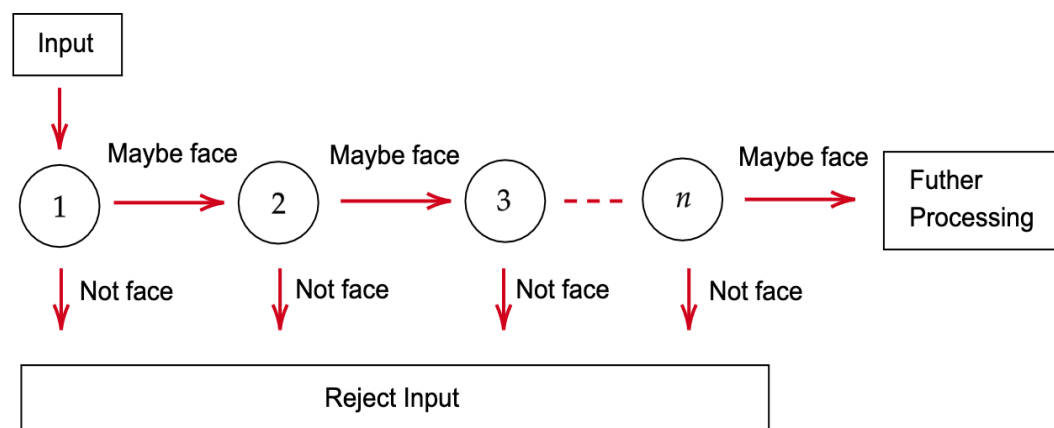 Input
Maybe face
Maybe face
Maybe face
1
2
3
n
Futher
Processing
Not face
Not face
Not face
Not face
Reject Input